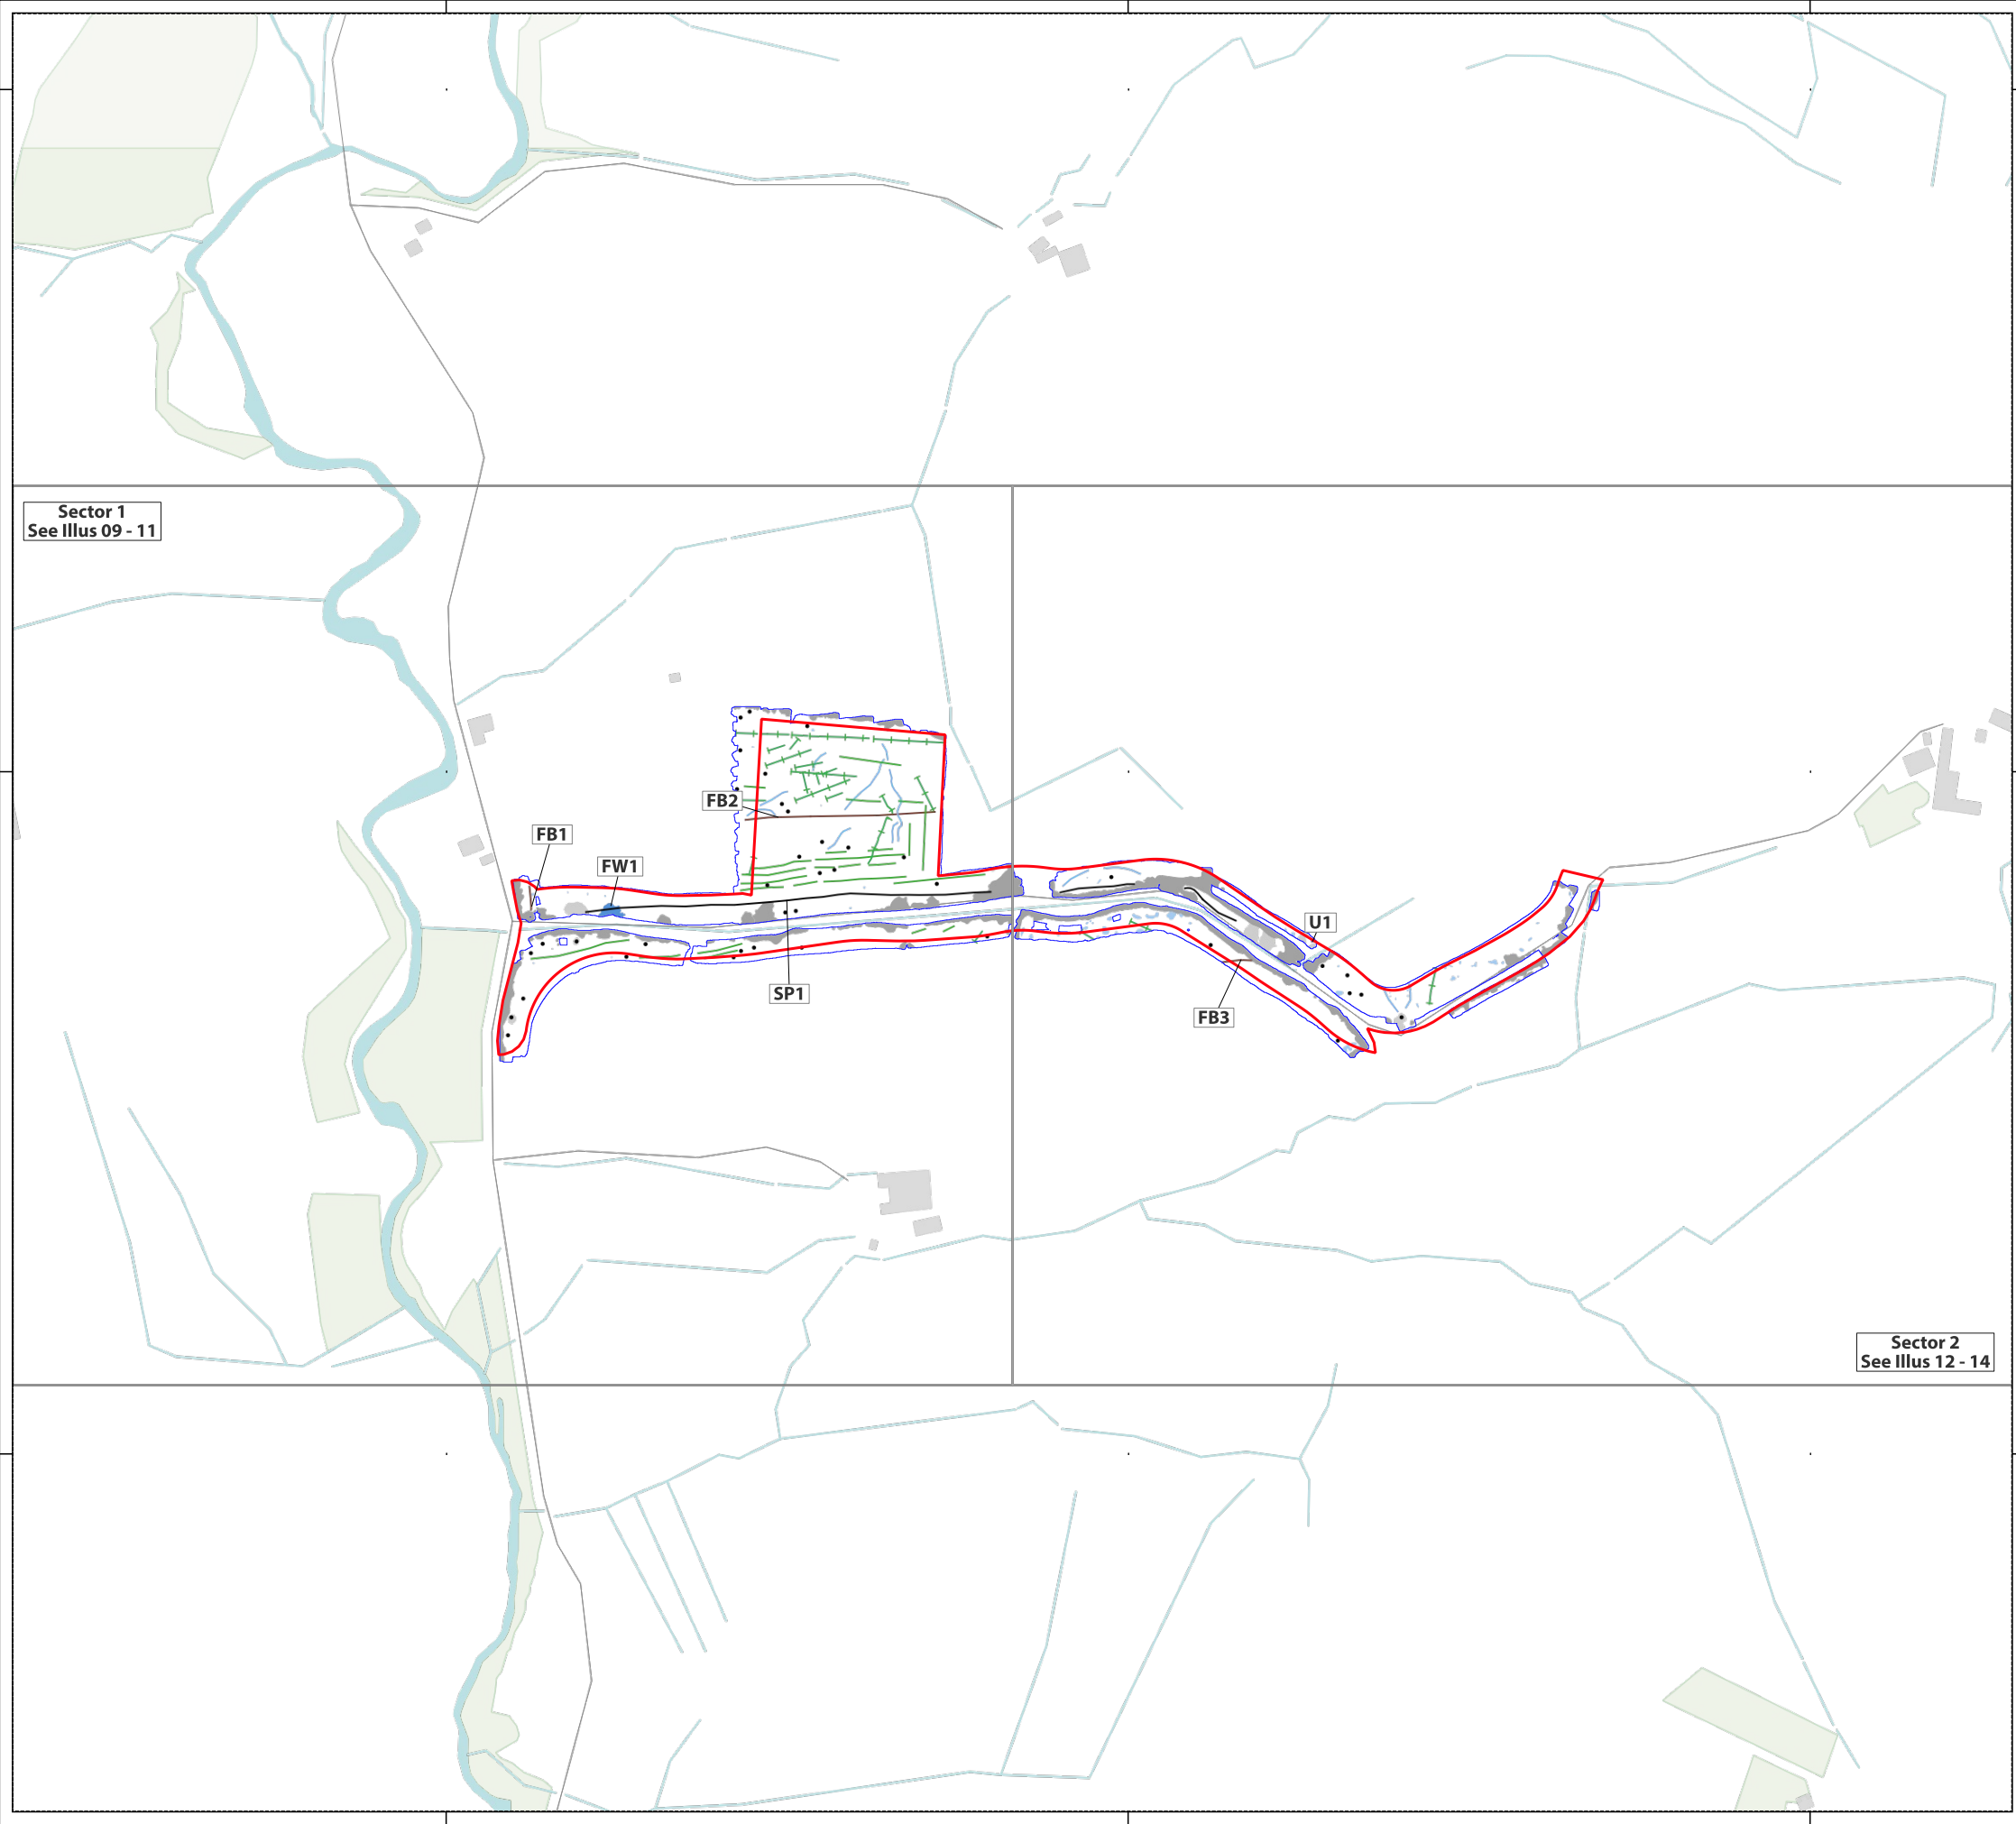 Sector 1
See Illus 09 - 11
FB2
FB1
FW1
U1
SP1
FB3
Sector 2
See Illus 12 - 14